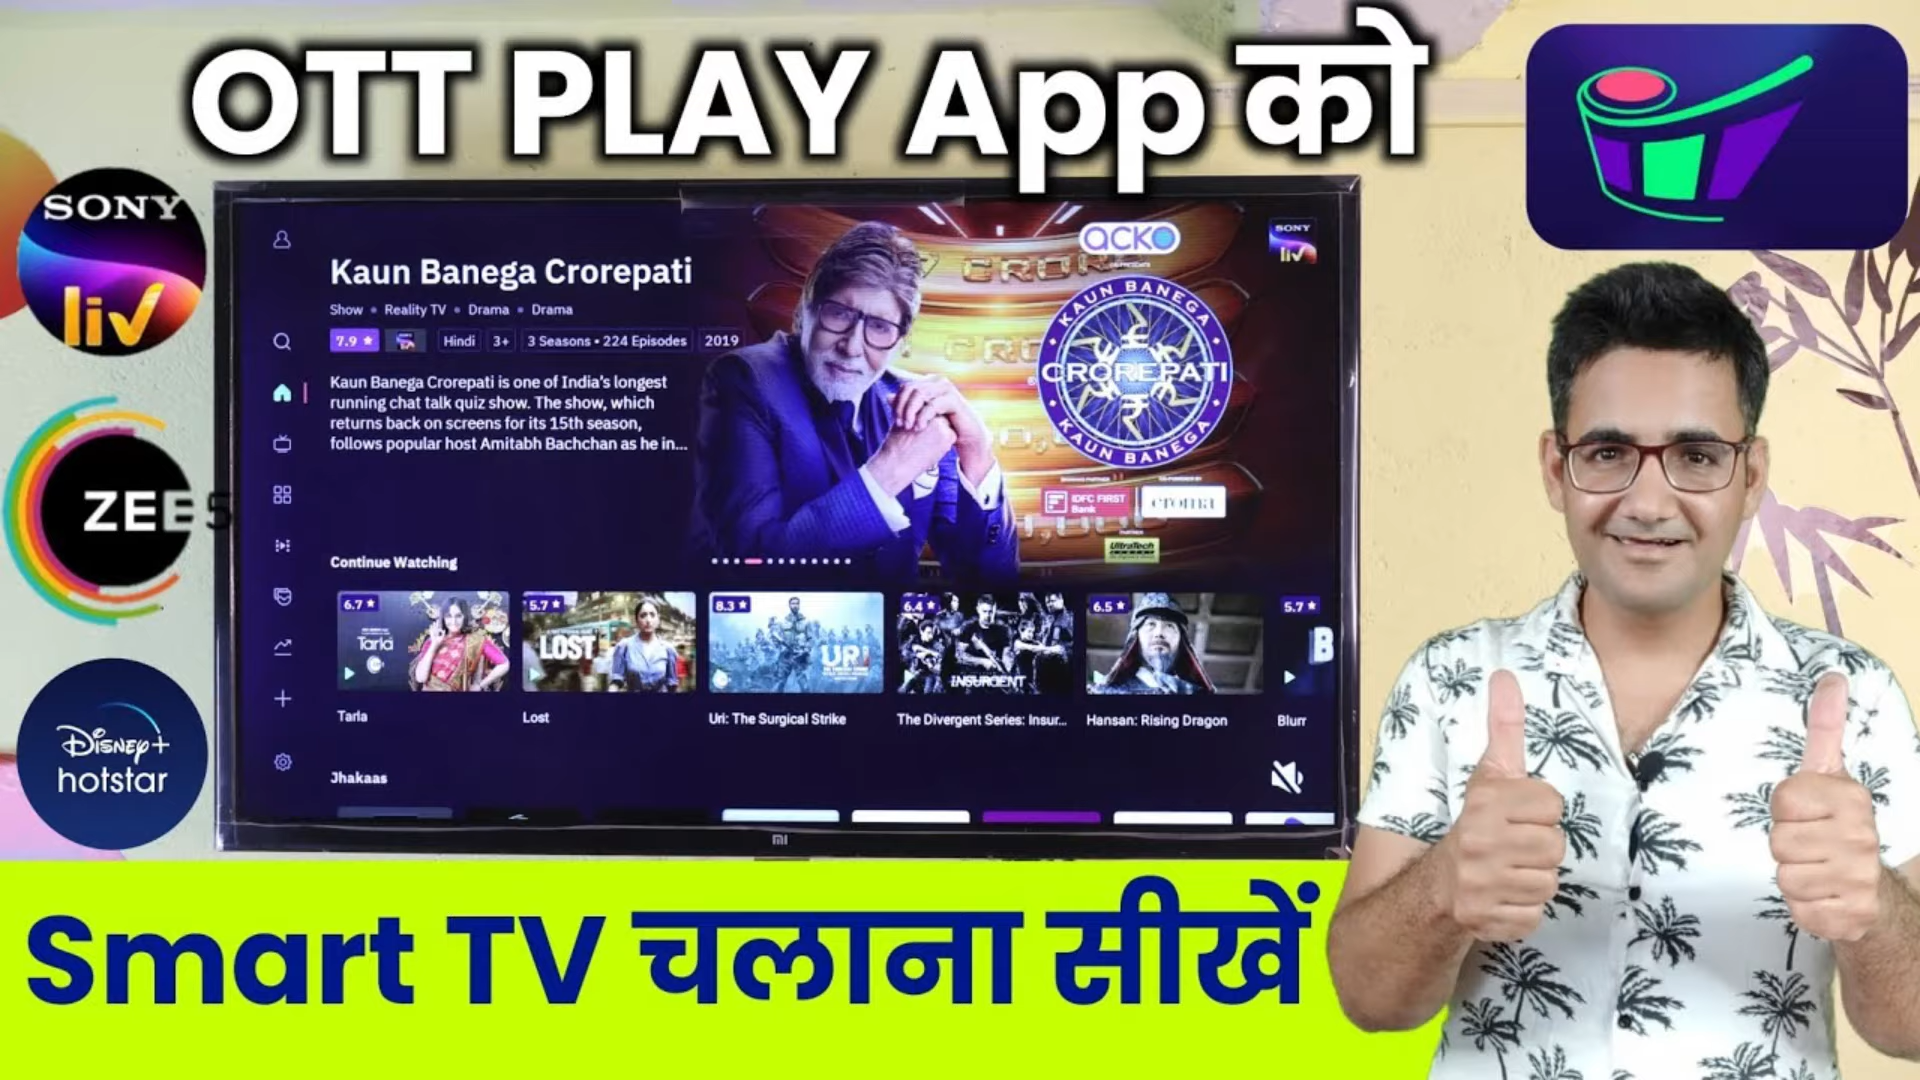 OTT PLAY App को
SONY
liv
ZEE5
Disney+
hotstar
Kaun Banega Crorepati
Show • Reality TV • Drama • Drama
7.9 ★ Hindi 3+ 3 Seasons • 224 Episodes 2019
Kaun Banega Crorepati is one of India's longest
running chat talk quiz show. The show, which
returns back on screens for its 15th season,
follows popular host Amitabh Bachchan as he in...
acko
SONY
liv
KAUN BANEGA
CROREPATI
KAUN BANEGA
IDFC FIRST
Bank
croma
UltraTech
Continue Watching
6.7 ★ 5.7 ★ 8.3 ★ 6.4 ★ 6.5 ★ 5.7 ★
Tarla
LOST
URI
INSURGENT
B
Tarla
Lost
Uri: The Surgical Strike
The Divergent Series: Insur...
Hansan: Rising Dragon
Blurr
Jhakaas
mi
Smart TV चलाना सीखें